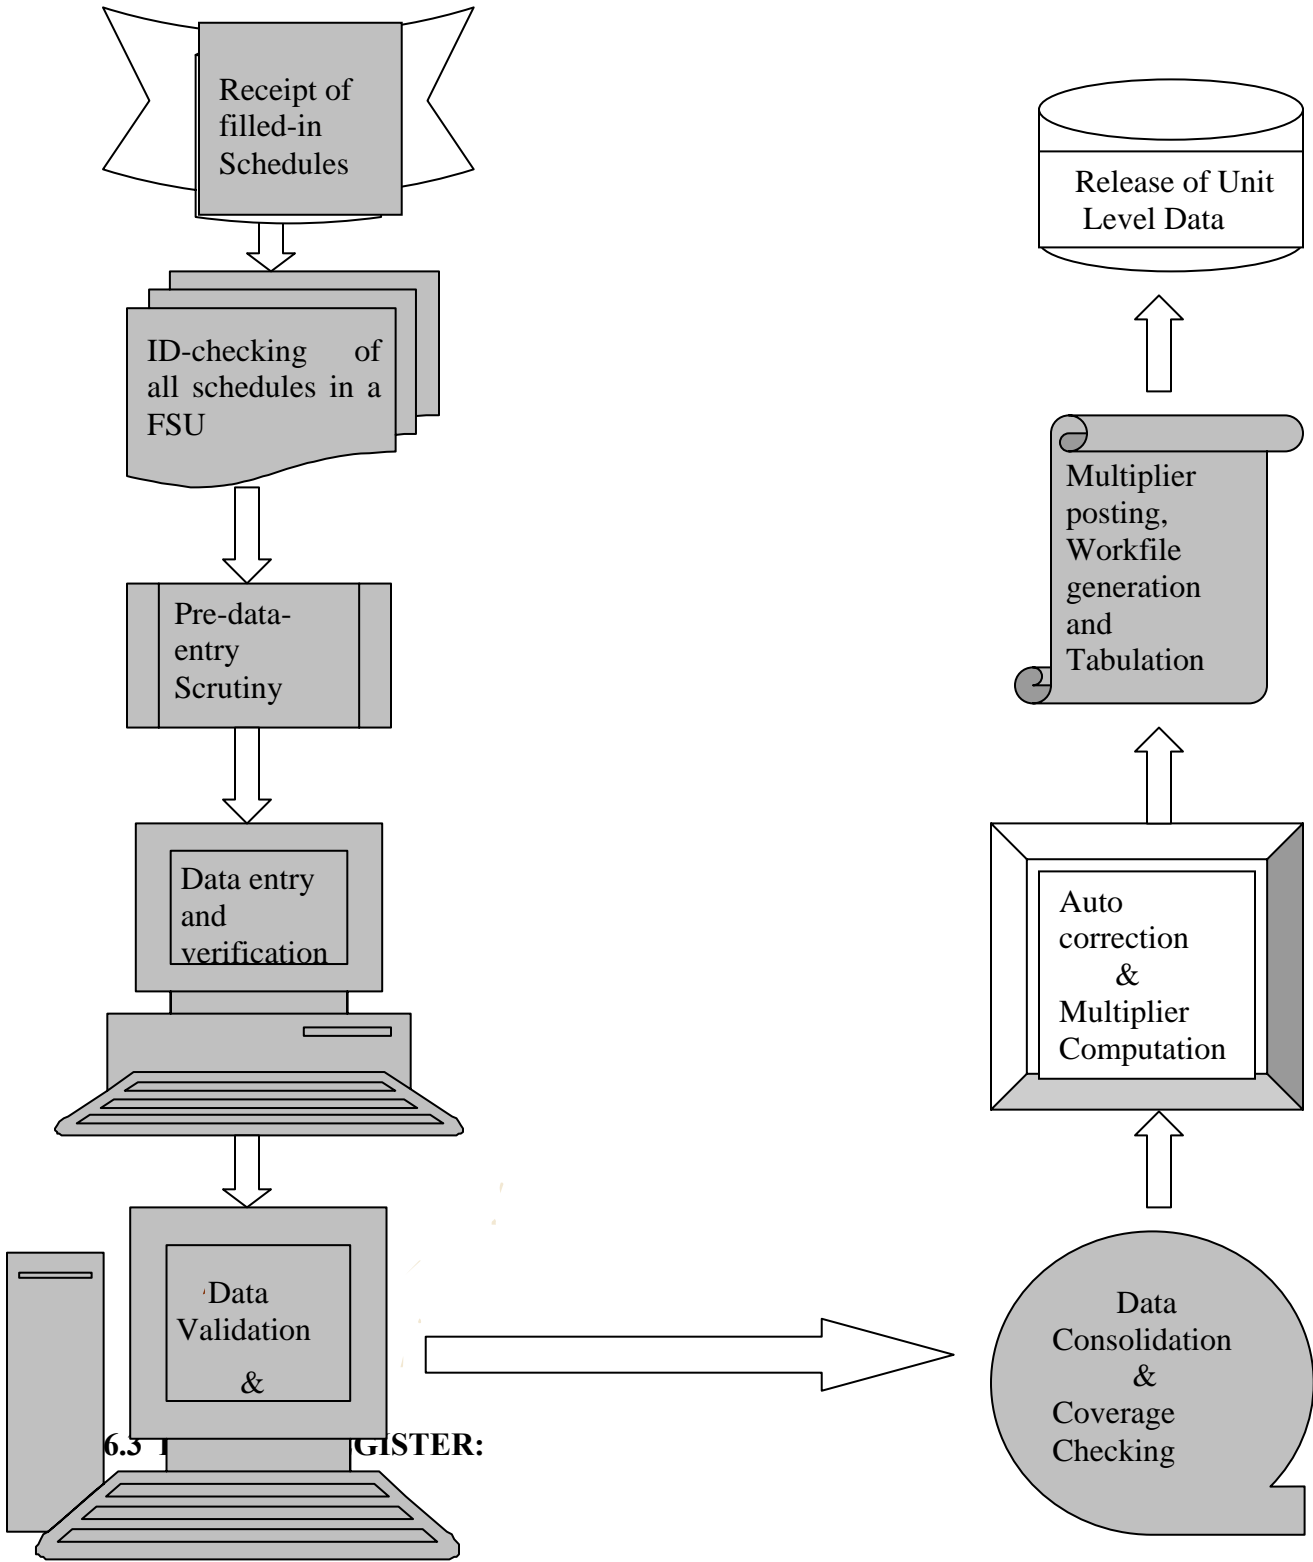 Receipt of
filled-in
Schedules
ID-checking of
all schedules in a
FSU
Pre-data-
entry
Scrutiny
Data entry
and
verification
Data
Validation
&
6.3 GISTER:
Data
Consolidation
&
Coverage
Checking
Auto
correction
&
Multiplier
Computation
Multiplier
posting,
Workfile
generation
and
Tabulation
Release of Unit
Level Data